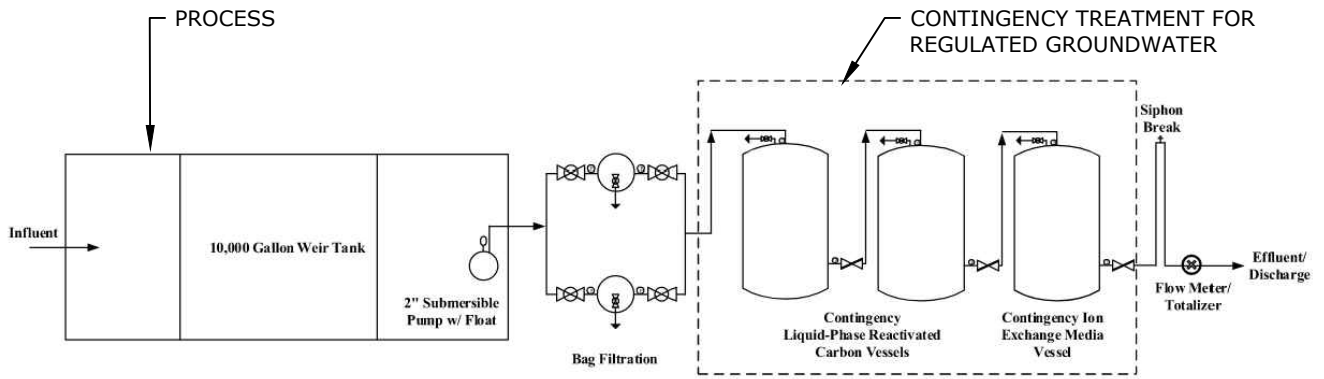 PROCESS
CONTINGENCY TREATMENT FOR
REGULATED GROUNDWATER
Siphon
Break
Influent
10,000 Gallon Weir Tank
2" Submersible
Pump w/ Float
Bag Filtration
Contingency
Liquid-Phase Reactivated
Carbon Vessels
Contingency Ion
Exchange Media
Vessel
Flow Meter/
Totalizer
Effluent/
Discharge